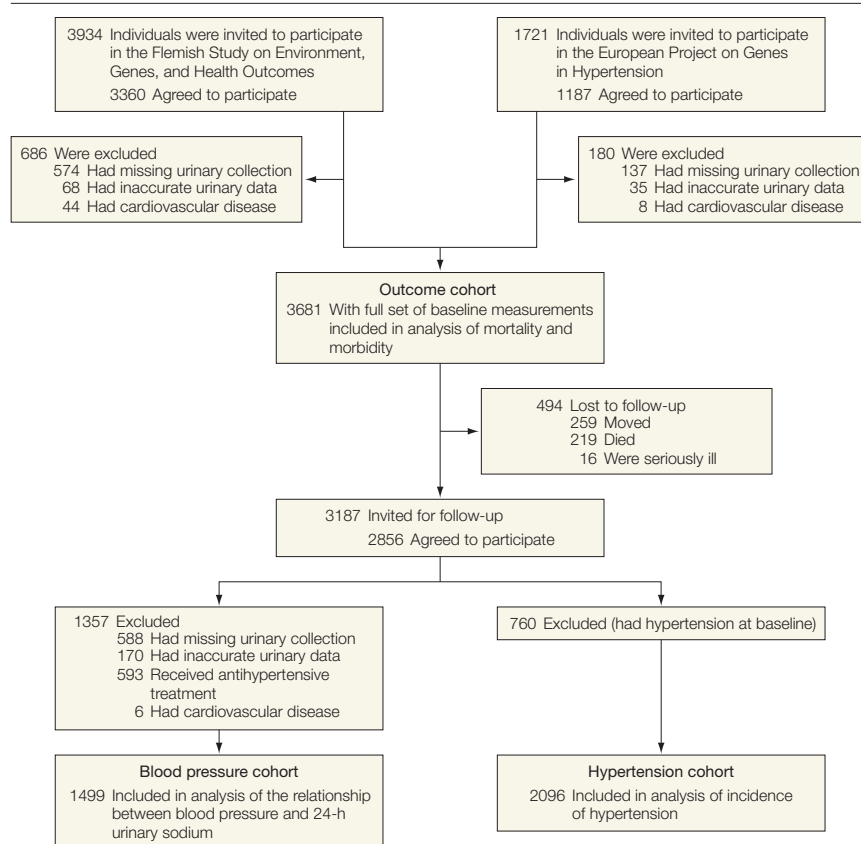 3934 Individuals were invited to participate
in the Flemish Study on Environment,
Genes, and Health Outcomes
3360 Agreed to participate
1721 Individuals were invited to participate
in the European Project on Genes
in Hypertension
1187 Agreed to participate
686 Were excluded
574 Had missing urinary collection
68 Had inaccurate urinary data
44 Had cardiovascular disease
180 Were excluded
137 Had missing urinary collection
35 Had inaccurate urinary data
8 Had cardiovascular disease
Outcome cohort
3681 With full set of baseline measurements
included in analysis of mortality and
morbidity
494 Lost to follow-up
259 Moved
219 Died
16 Were seriously ill
3187 Invited for follow-up
2856 Agreed to participate
1357 Excluded
588 Had missing urinary collection
170 Had inaccurate urinary data
593 Received antihypertensive
treatment
6 Had cardiovascular disease
760 Excluded (had hypertension at baseline)
Blood pressure cohort
1499 Included in analysis of the relationship
between blood pressure and 24-h
urinary sodium
Hypertension cohort
2096 Included in analysis of incidence
of hypertension